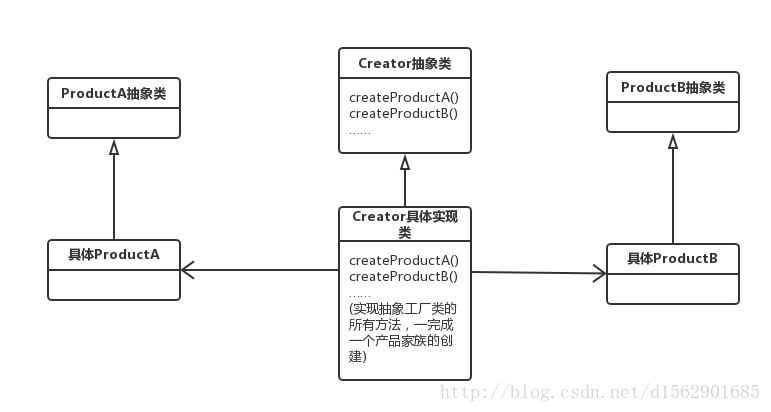 Creator抽象类
createProductA()
createProductB()
……
ProductA抽象类
ProductB抽象类
Creator具体实现
类
createProductA()
createProductB()
……
(实现抽象工厂类的
所有方法，一完成
一个产品家族的创
建)
具体ProductA
具体ProductB
http://blog.csdn.net/d1562901685